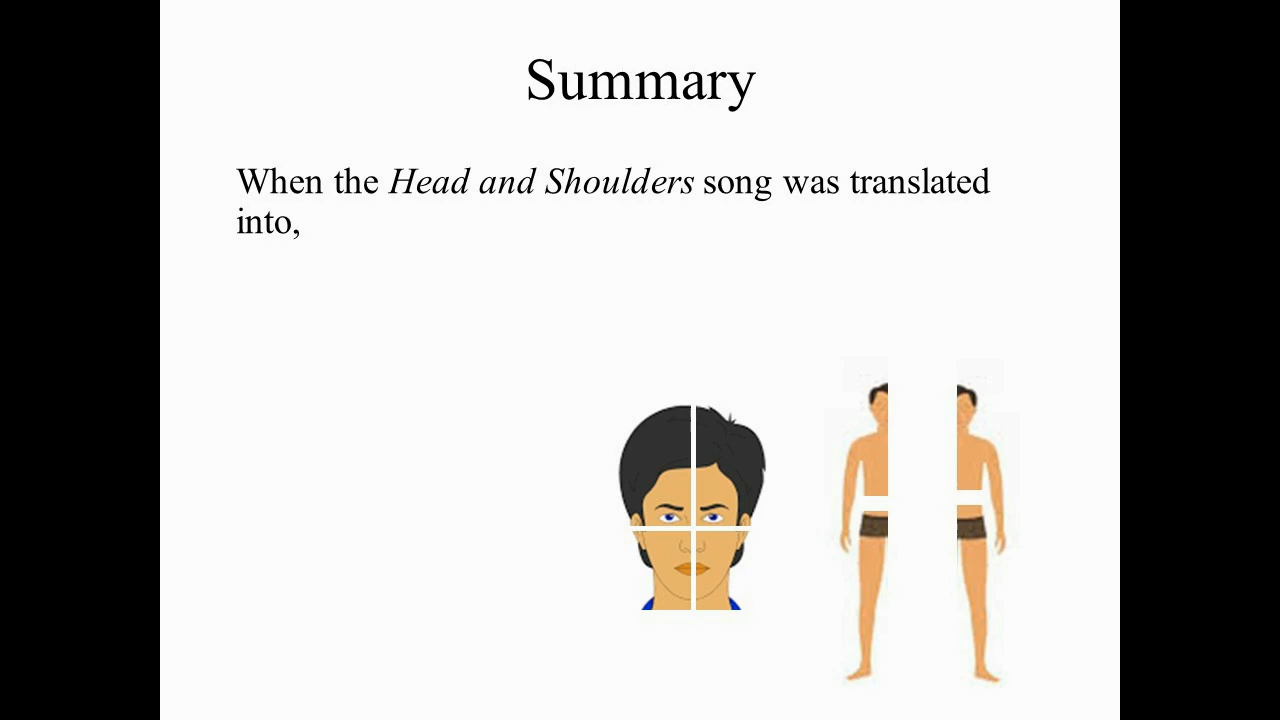 Summary
When the Head and Shoulders song was translated
into,